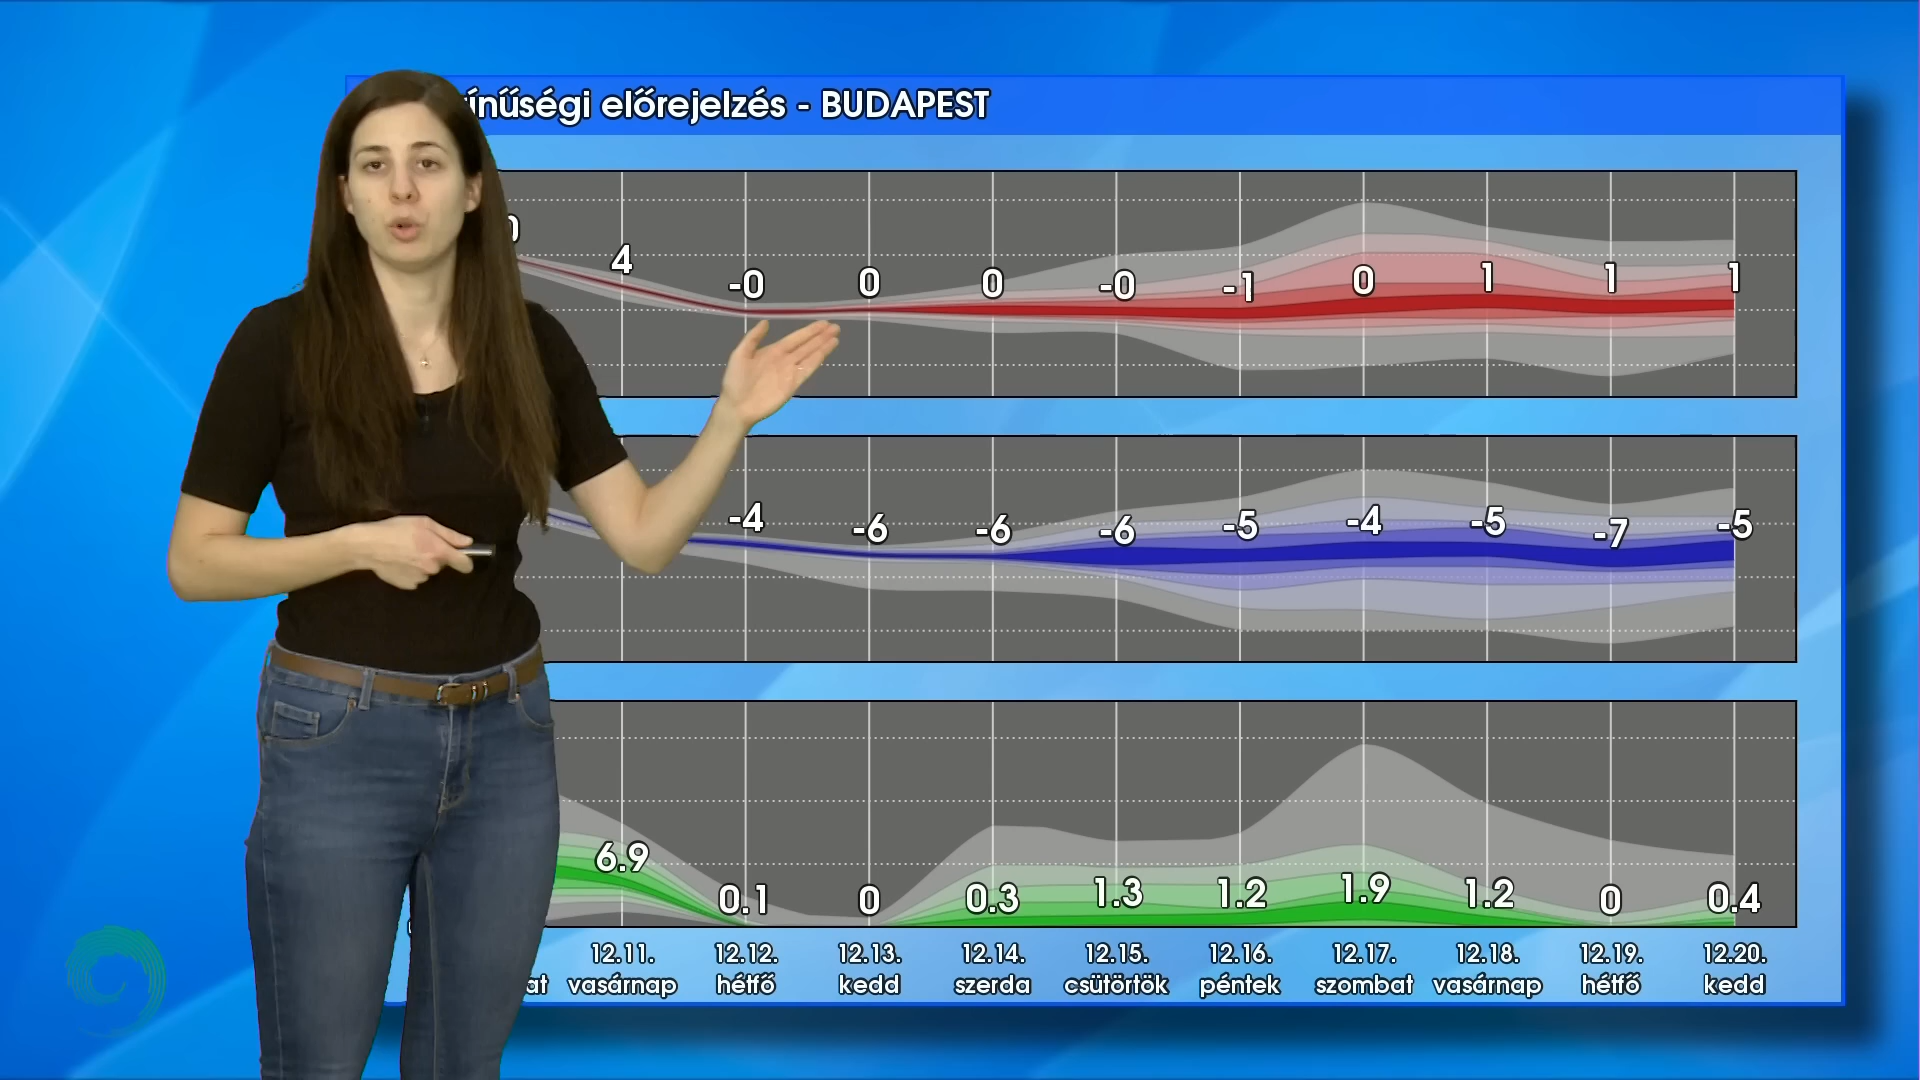 előrejelzés - BUDAPEST
4 -0 0 0 -0 -1 0 1 1 1
-4 -6 -6 -6 -5 -4 -5 -7 -5
6.9 0.1 0 0.3 1.3 1.2 1.9 1.2 0 0.4
12.11. 12.12. 12.13. 12.14. 12.15. 12.16. 12.17. 12.18. 12.19. 12.20.
vasárnap hétfő kedd szerda csütörtök péntek szombat vasárnap hétfő kedd